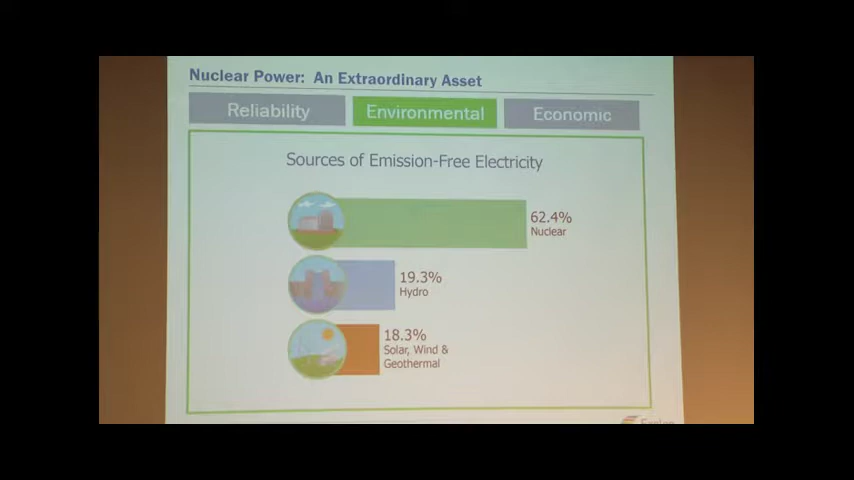 Nuclear Power: An Extraordinary Asset
Reliability
Environmental
Economic
Sources of Emission-Free Electricity
62.4%
Nuclear
19.3%
Hydro
18.3%
Solar, Wind &
Geothermal